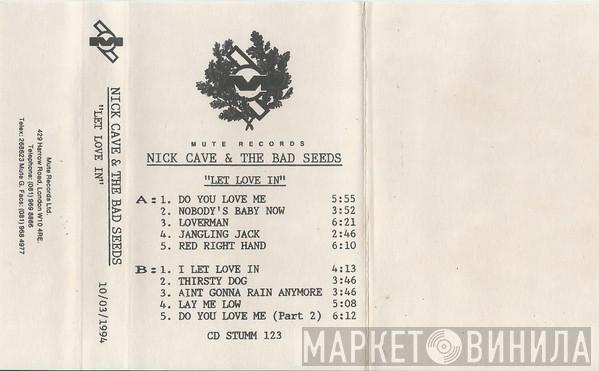 Mute Records Ltd.
429 Harrow Road, London W10 4RE.
Telephone: (081) 969 8866
Telex: 268623 Mute G. Facs: (081) 968 4977
NICK CAVE & THE BAD SEEDS
"LET LOVE IN"
10/03/1994
MUTE RECORDS
NICK CAVE & THE BAD SEEDS
"LET LOVE IN"
A: 1. DO YOU LOVE ME 5:55
2. NOBODY'S BABY NOW 3:52
3. LOVERMAN 6:21
4. JANGLING JACK 2:46
5. RED RIGHT HAND 6:10
B: 1. I LET LOVE IN 4:13
2. THIRSTY DOG 3:46
3. AINT GONNA RAIN ANYMORE 3:46
4. LAY ME LOW 5:08
5. DO YOU LOVE ME (Part 2) 6:12
CD STUMM 123
МАРКЕТ ВИНИЛА